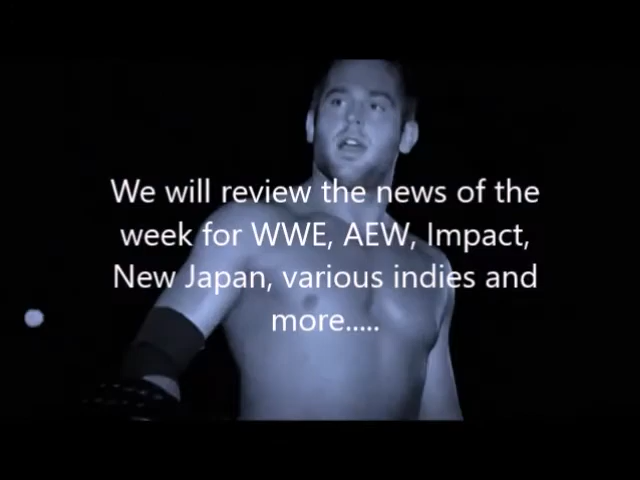 We will review the news of the
week for WWE, AEW, Impact,
New Japan, various indies and
more.....